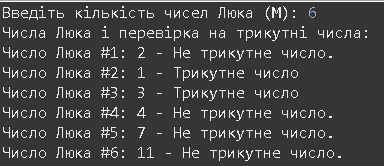 Введіть кількість чисел Люка (М): 6
Числа Люка і перевірка на трикутні числа:
Число Люка #1: 2 - Не трикутне число.
Число Люка #2: 1 - Трикутне число
Число Люка #3: 3 - Трикутне число
Число Люка #4: 4 - Не трикутне число.
Число Люка #5: 7 - Не трикутне число.
Число Люка #6: 11 - Не трикутне число.